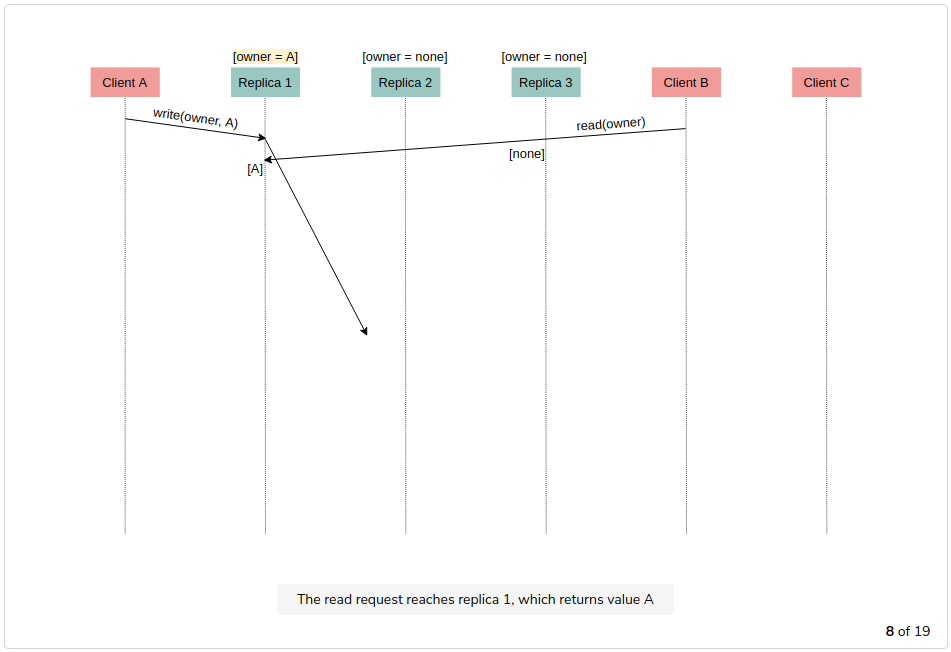 [owner = A] [owner = none] [owner = none]
Client A Replica 1 Replica 2 Replica 3 Client B Client C
write(owner, A) read(owner)
[none]
[A]
The read request reaches replica 1, which returns value A
8 of 19